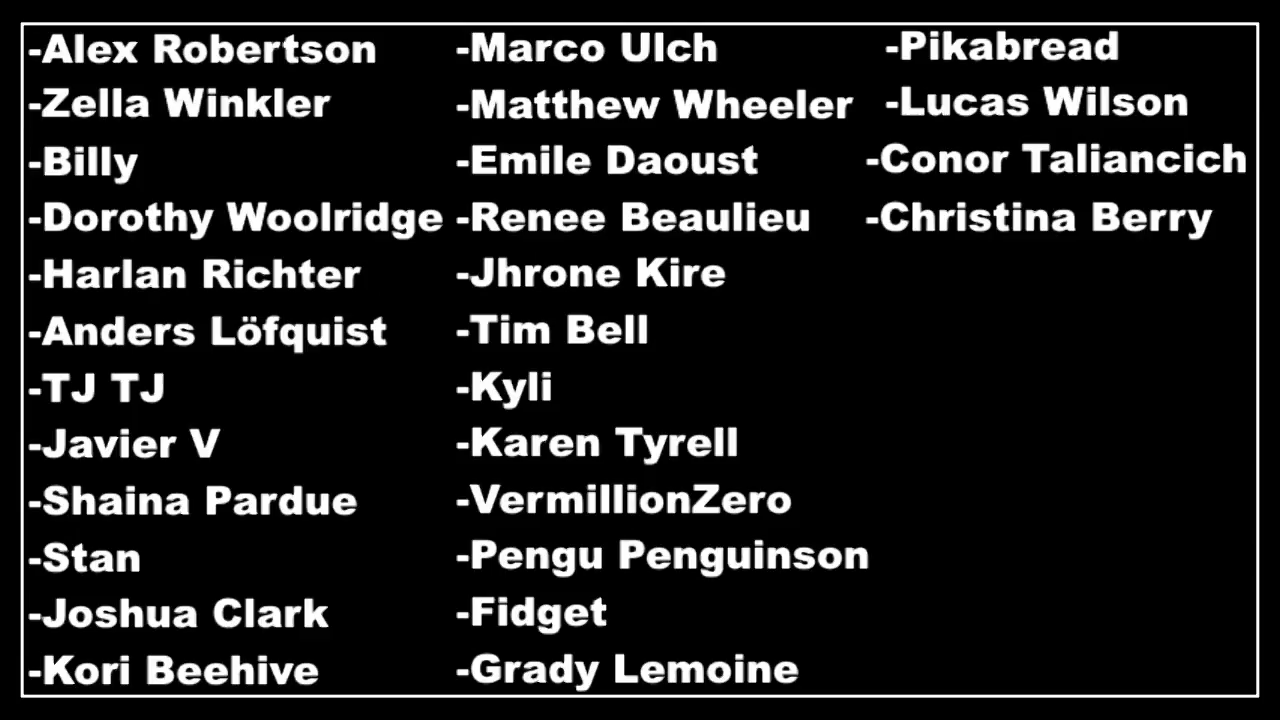 -Alex Robertson
-Zella Winkler
-Billy
-Dorothy Woolridge
-Harlan Richter
-Anders Löfquist
-TJ TJ
-Javier V
-Shaina Pardue
-Stan
-Joshua Clark
-Kori Beehive
-Marco Ulch
-Matthew Wheeler
-Emile Daoust
-Renee Beaulieu
-Jhrone Kire
-Tim Bell
-Kyli
-Karen Tyrell
-VermillionZero
-Pengu Penguinson
-Fidget
-Grady Lemoine
-Pikabread
-Lucas Wilson
-Conor Taliancich
-Christina Berry